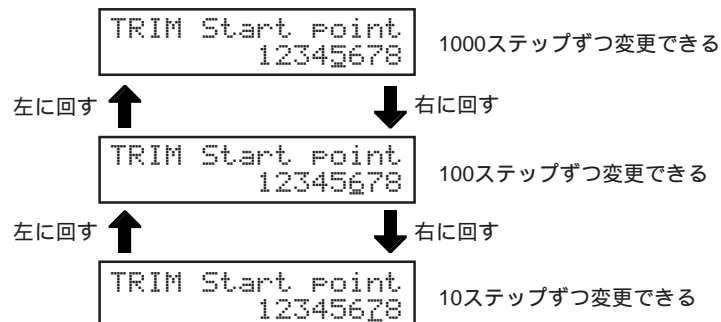 TRIM Start point
12345678
1000ステップずつ変更できる
左に回す
右に回す
TRIM Start point
12345678
100ステップずつ変更できる
左に回す
右に回す
TRIM Start point
12345678
10ステップずつ変更できる